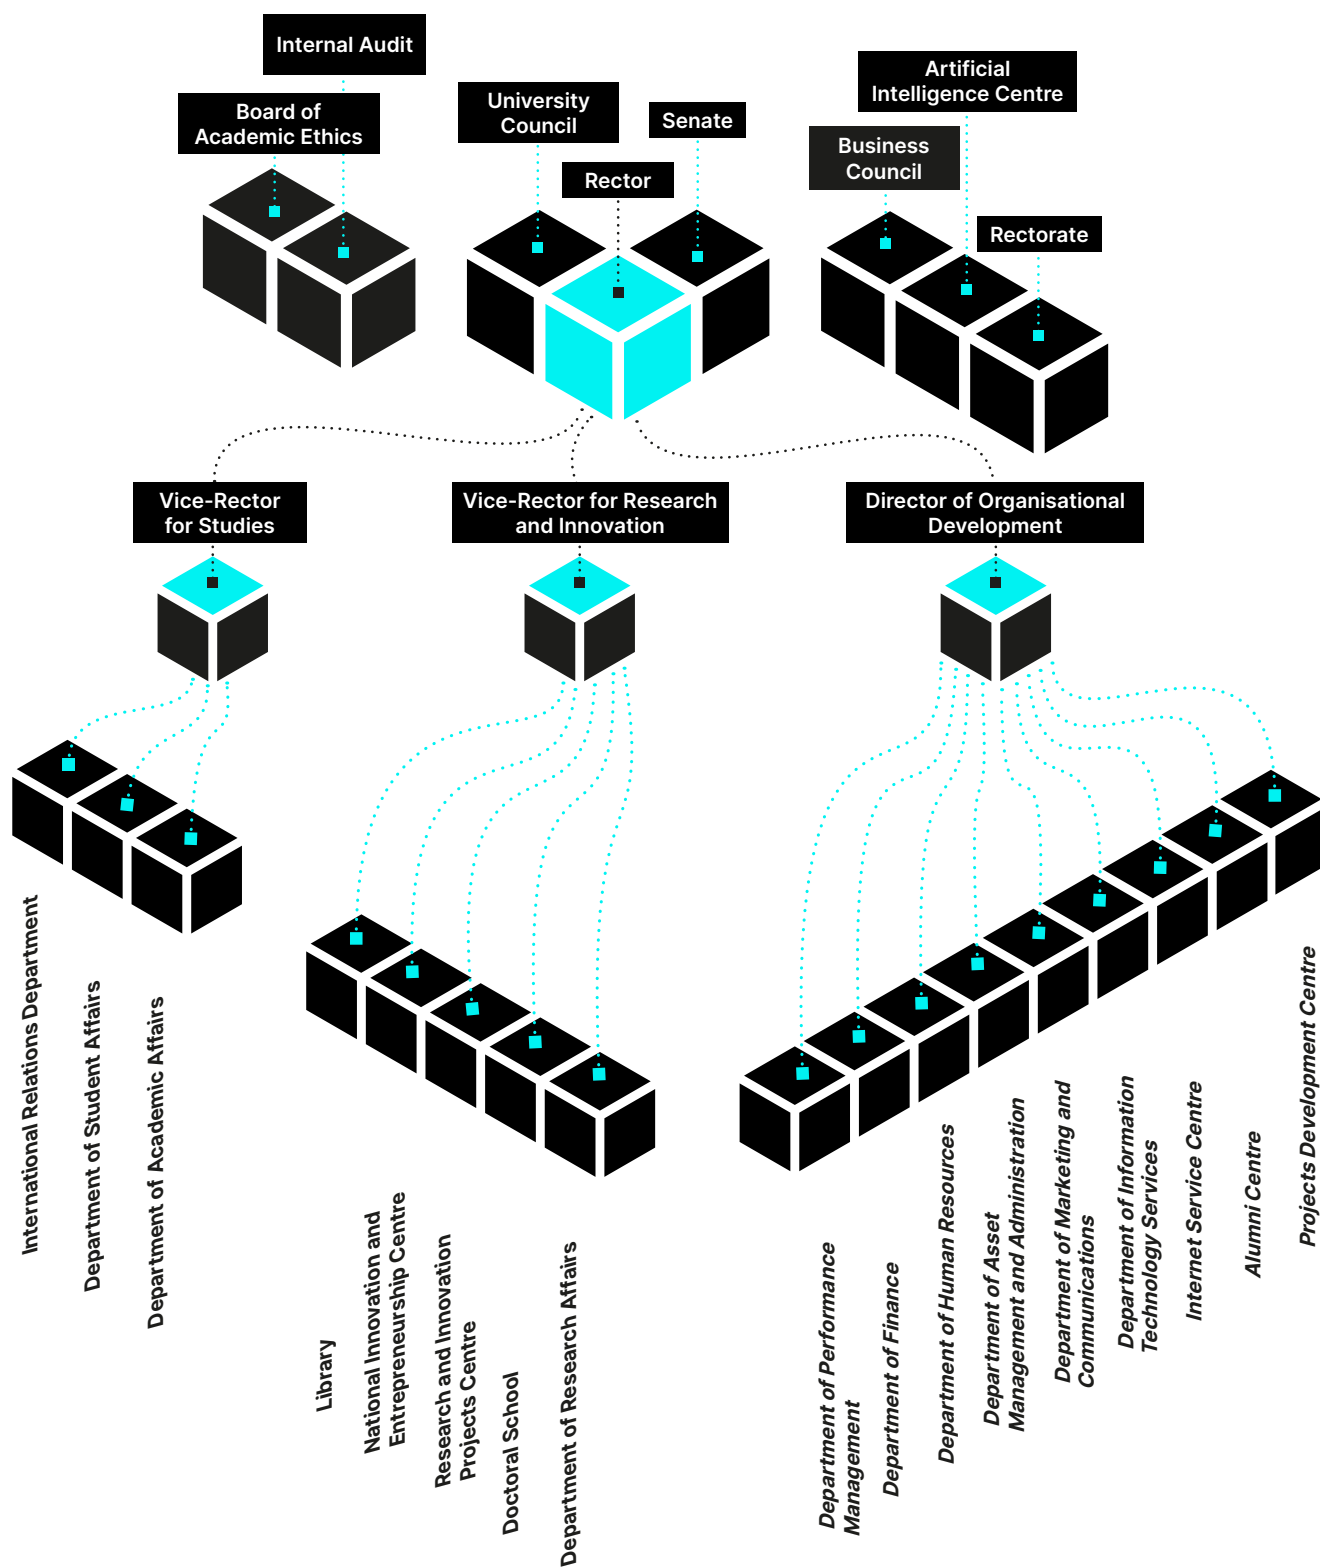 Internal Audit
Board of
Academic Ethics
University
Council
Senate
Rector
Artificial
Intelligence Centre
Business
Council
Rectorate
Vice-Rector
for Studies
Vice-Rector for Research
and Innovation
Director of Organisational
Development
International Relations Department
Department of Student Affairs
Department of Academic Affairs
Library
National Innovation and
Entrepreneurship Centre
Research and Innovation
Projects Centre
Doctoral School
Department of Research Affairs
Department of Performance
Management
Department of Finance
Department of Human Resources
Department of Asset
Management and Administration
Department of Marketing and
Communications
Department of Information
Technology Services
Internet Service Centre
Alumni Centre
Projects Development Centre